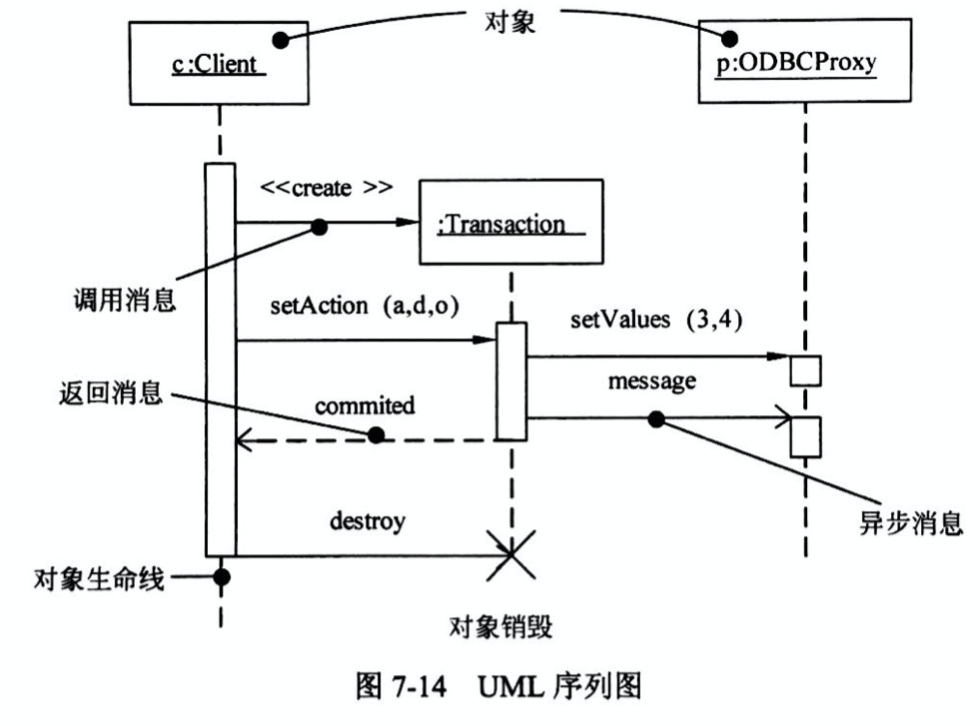 对象
c:Client
p:ODBCProxy
<<create >>
:Transaction
调用消息
setAction (a,d,o)
setValues (3,4)
返回消息
commited
message
异步消息
destroy
对象生命线
对象销毁
图 7-14 UML 序列图